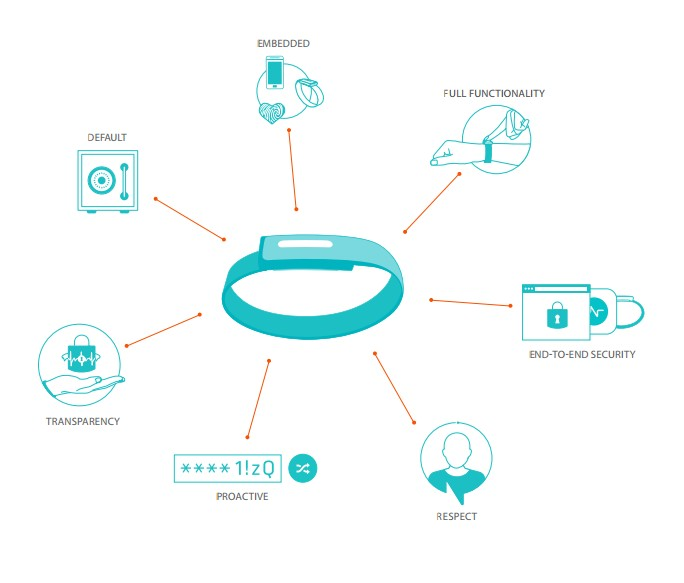 EMBEDDED
FULL FUNCTIONALITY
DEFAULT
END-TO-END SECURITY
TRANSPARENCY
****1!zQ
PROACTIVE
RESPECT